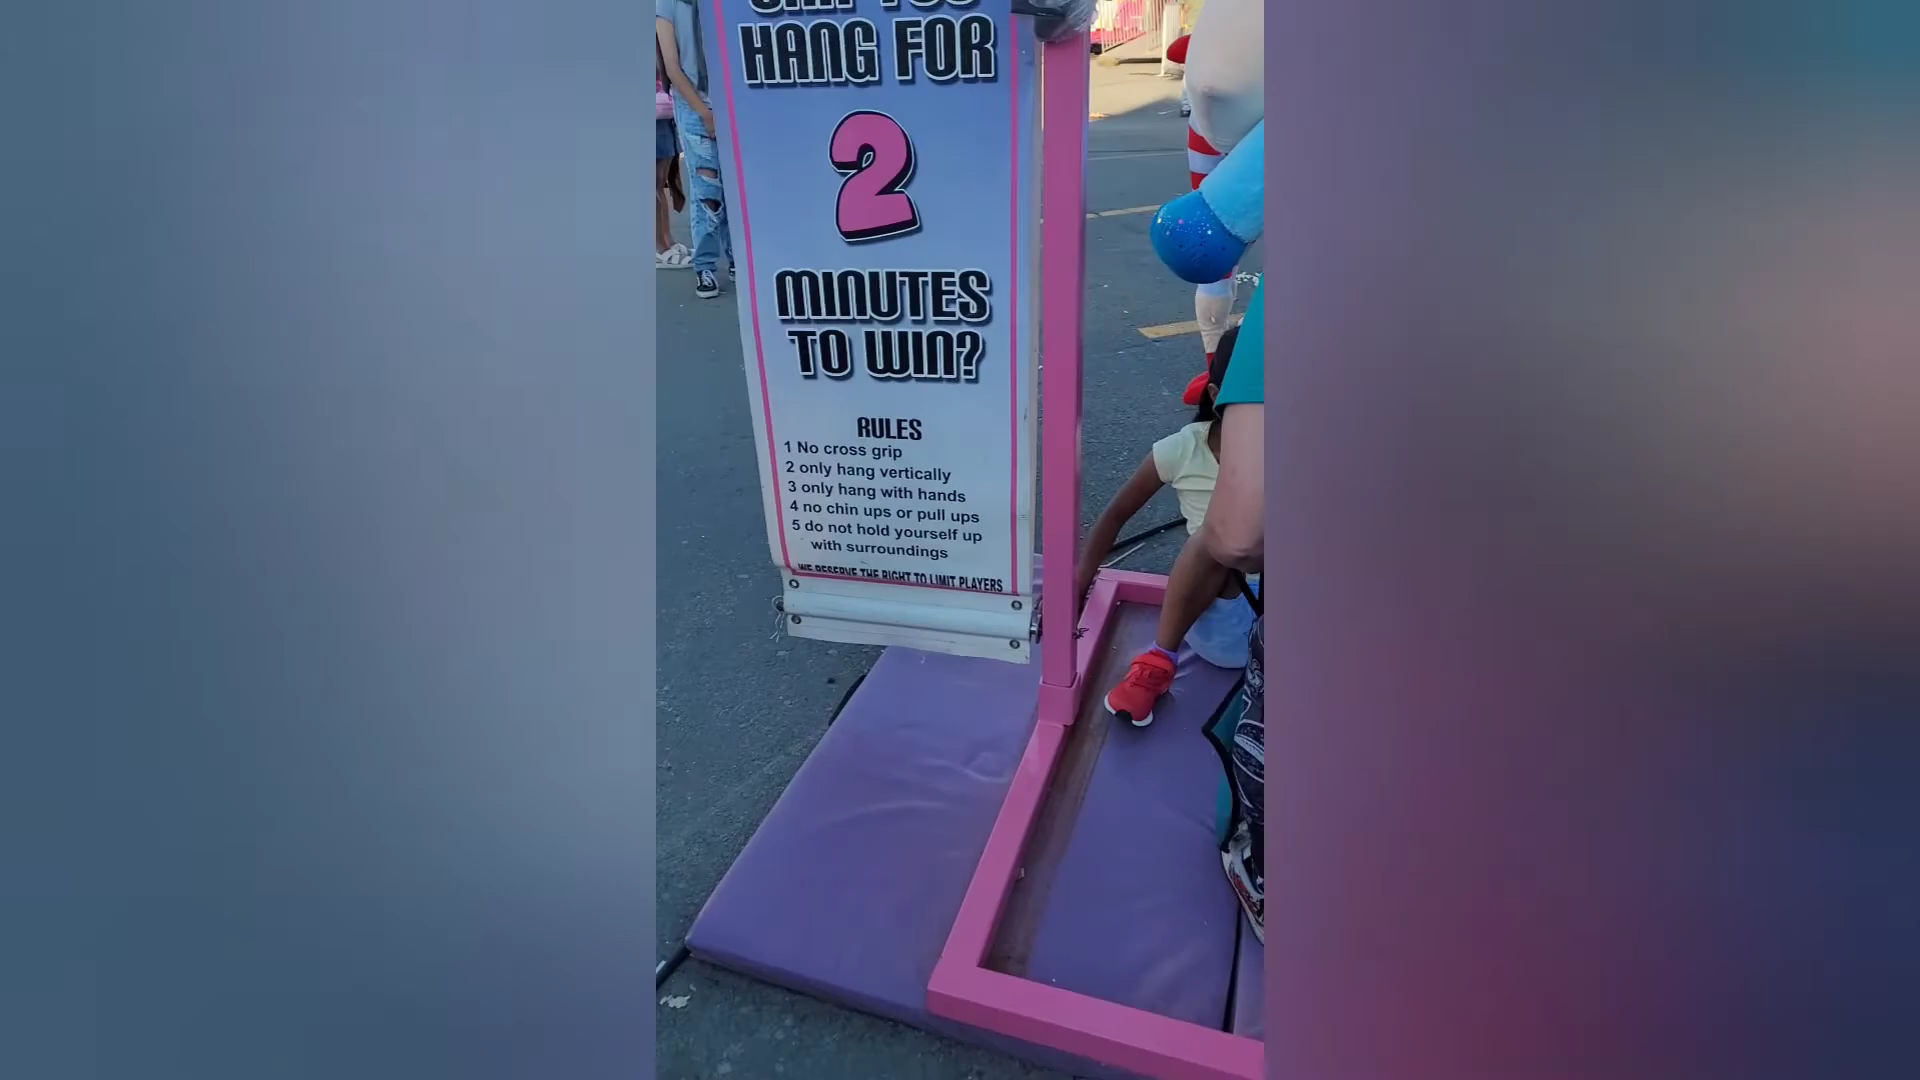 CAN YOU
HANG FOR
2
MINUTES
TO WIN?
RULES
1 No cross grip
2 only hang vertically
3 only hang with hands
4 no chin ups or pull ups
5 do not hold yourself up
with surroundings
WE RESERVE THE RIGHT TO LIMIT PLAYERS